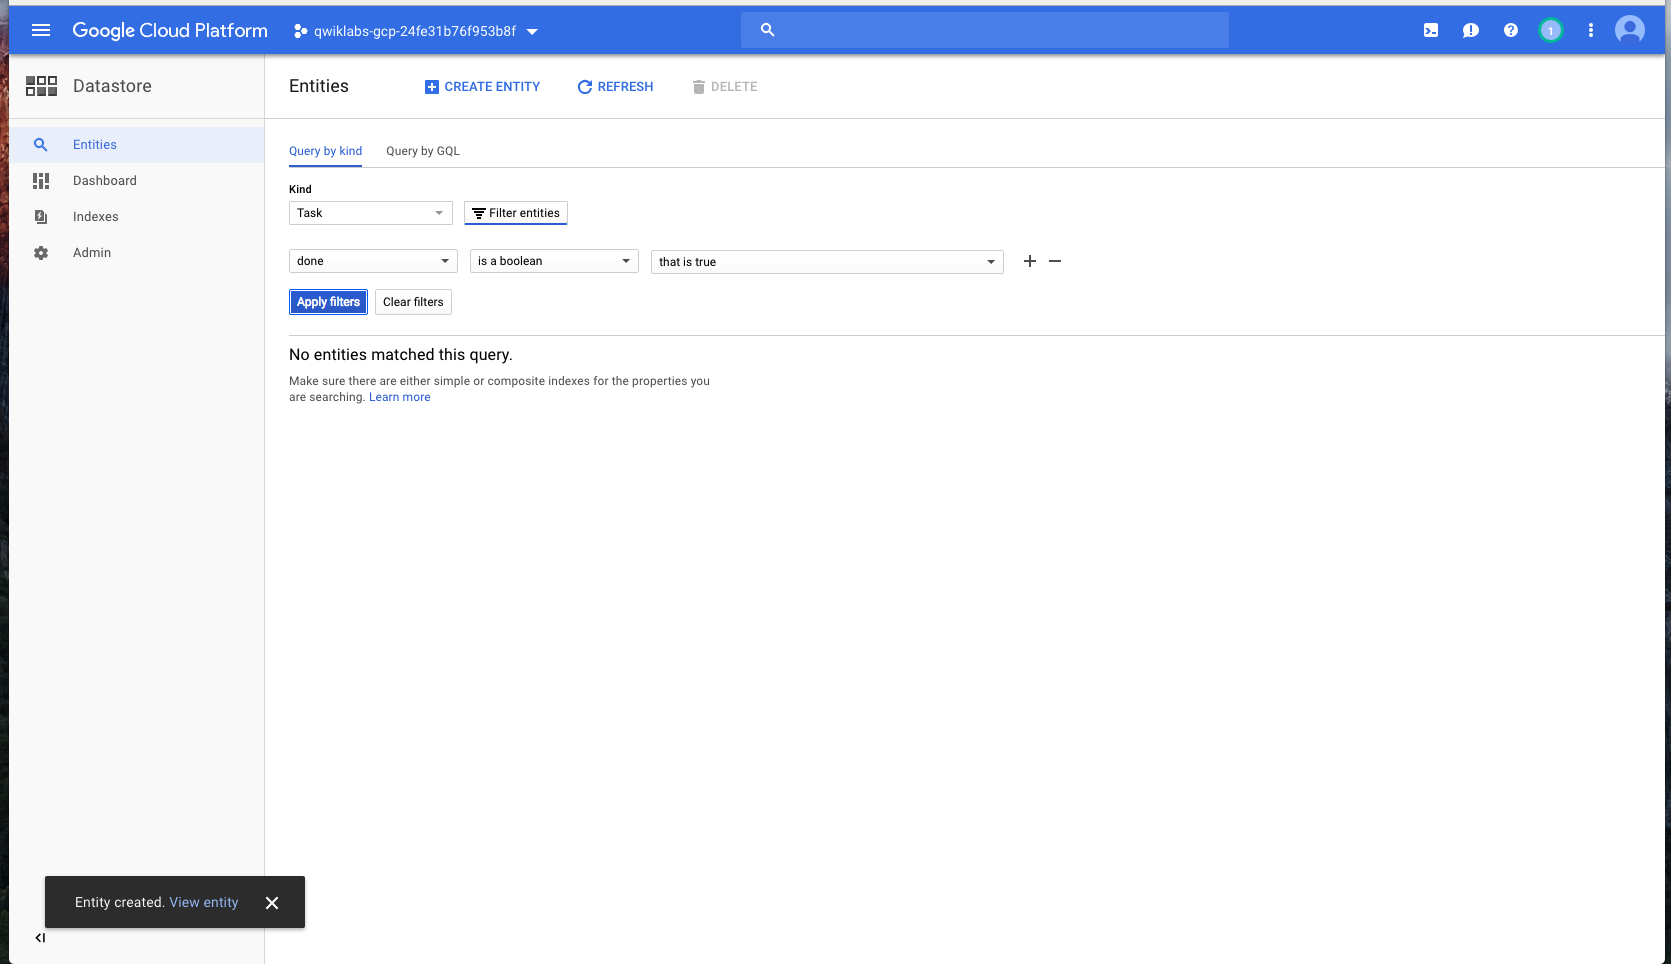 Google Cloud Platform
qwiklabs-gcp-24fe31b76f953b8f
1
Datastore
Entities
CREATE ENTITY
REFRESH
DELETE
Entities
Dashboard
Indexes
Admin
Query by kind
Query by GQL
Kind
Task
Filter entities
done
is a boolean
that is true
Apply filters
Clear filters
No entities matched this query.
Make sure there are either simple or composite indexes for the properties you
are searching. Learn more
Entity created. View entity